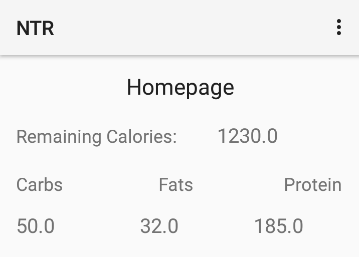 NTR
Homepage
Remaining Calories: 1230.0
Carbs Fats Protein
50.0 32.0 185.0